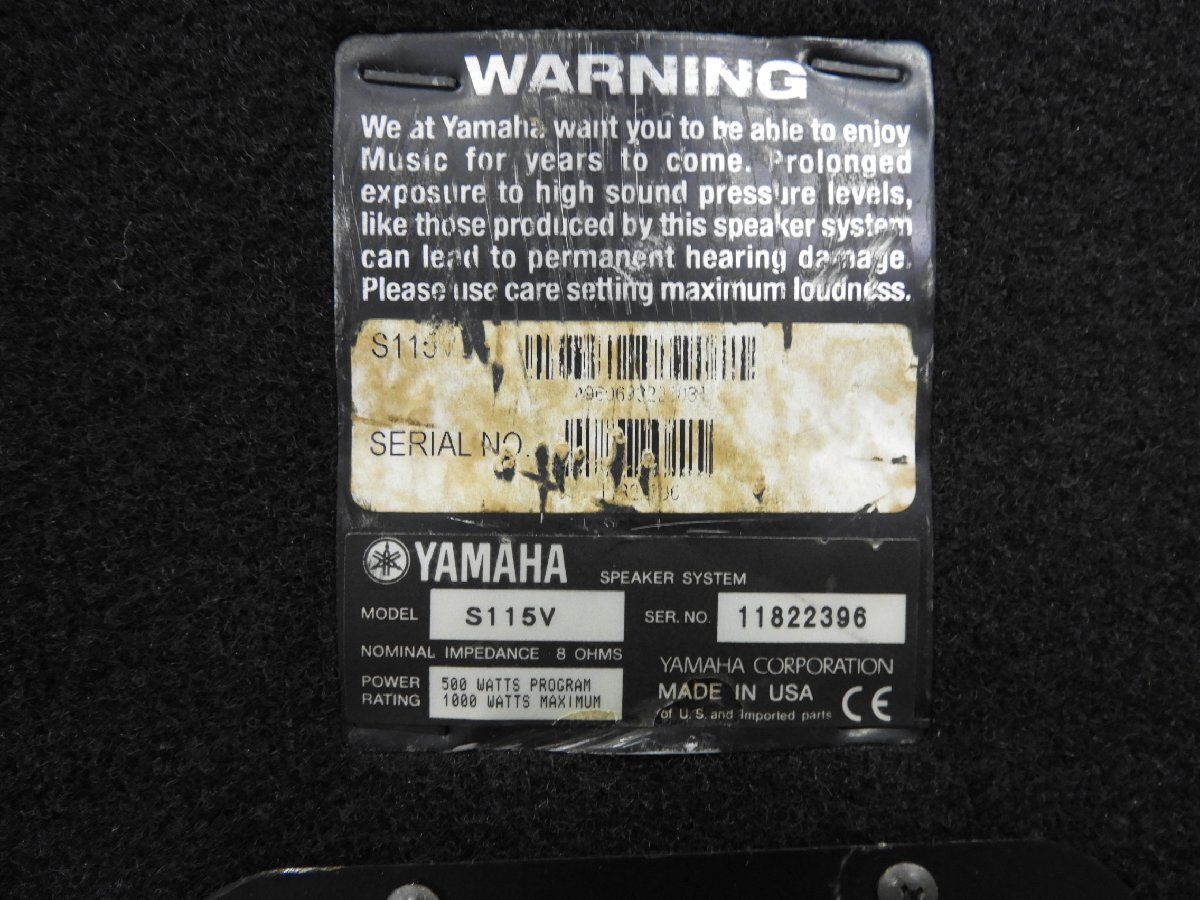 WARNING
We at Yamaha want you to be able to enjoy
Music for years to come. Prolonged
exposure to high sound pressure levels,
like those produced by this speaker system
can lead to permanent hearing damage.
Please use care setting maximum loudness.
S115V
SERIAL NO.
YAMAHA SPEAKER SYSTEM
MODEL S115V SER. NO. 11822396
NOMINAL IMPEDANCE 8 OHMS
YAMAHA CORPORATION
POWER RATING 500 WATTS PROGRAM
1000 WATTS MAXIMUM
MADE IN USA
of U.S. and Imported parts CE